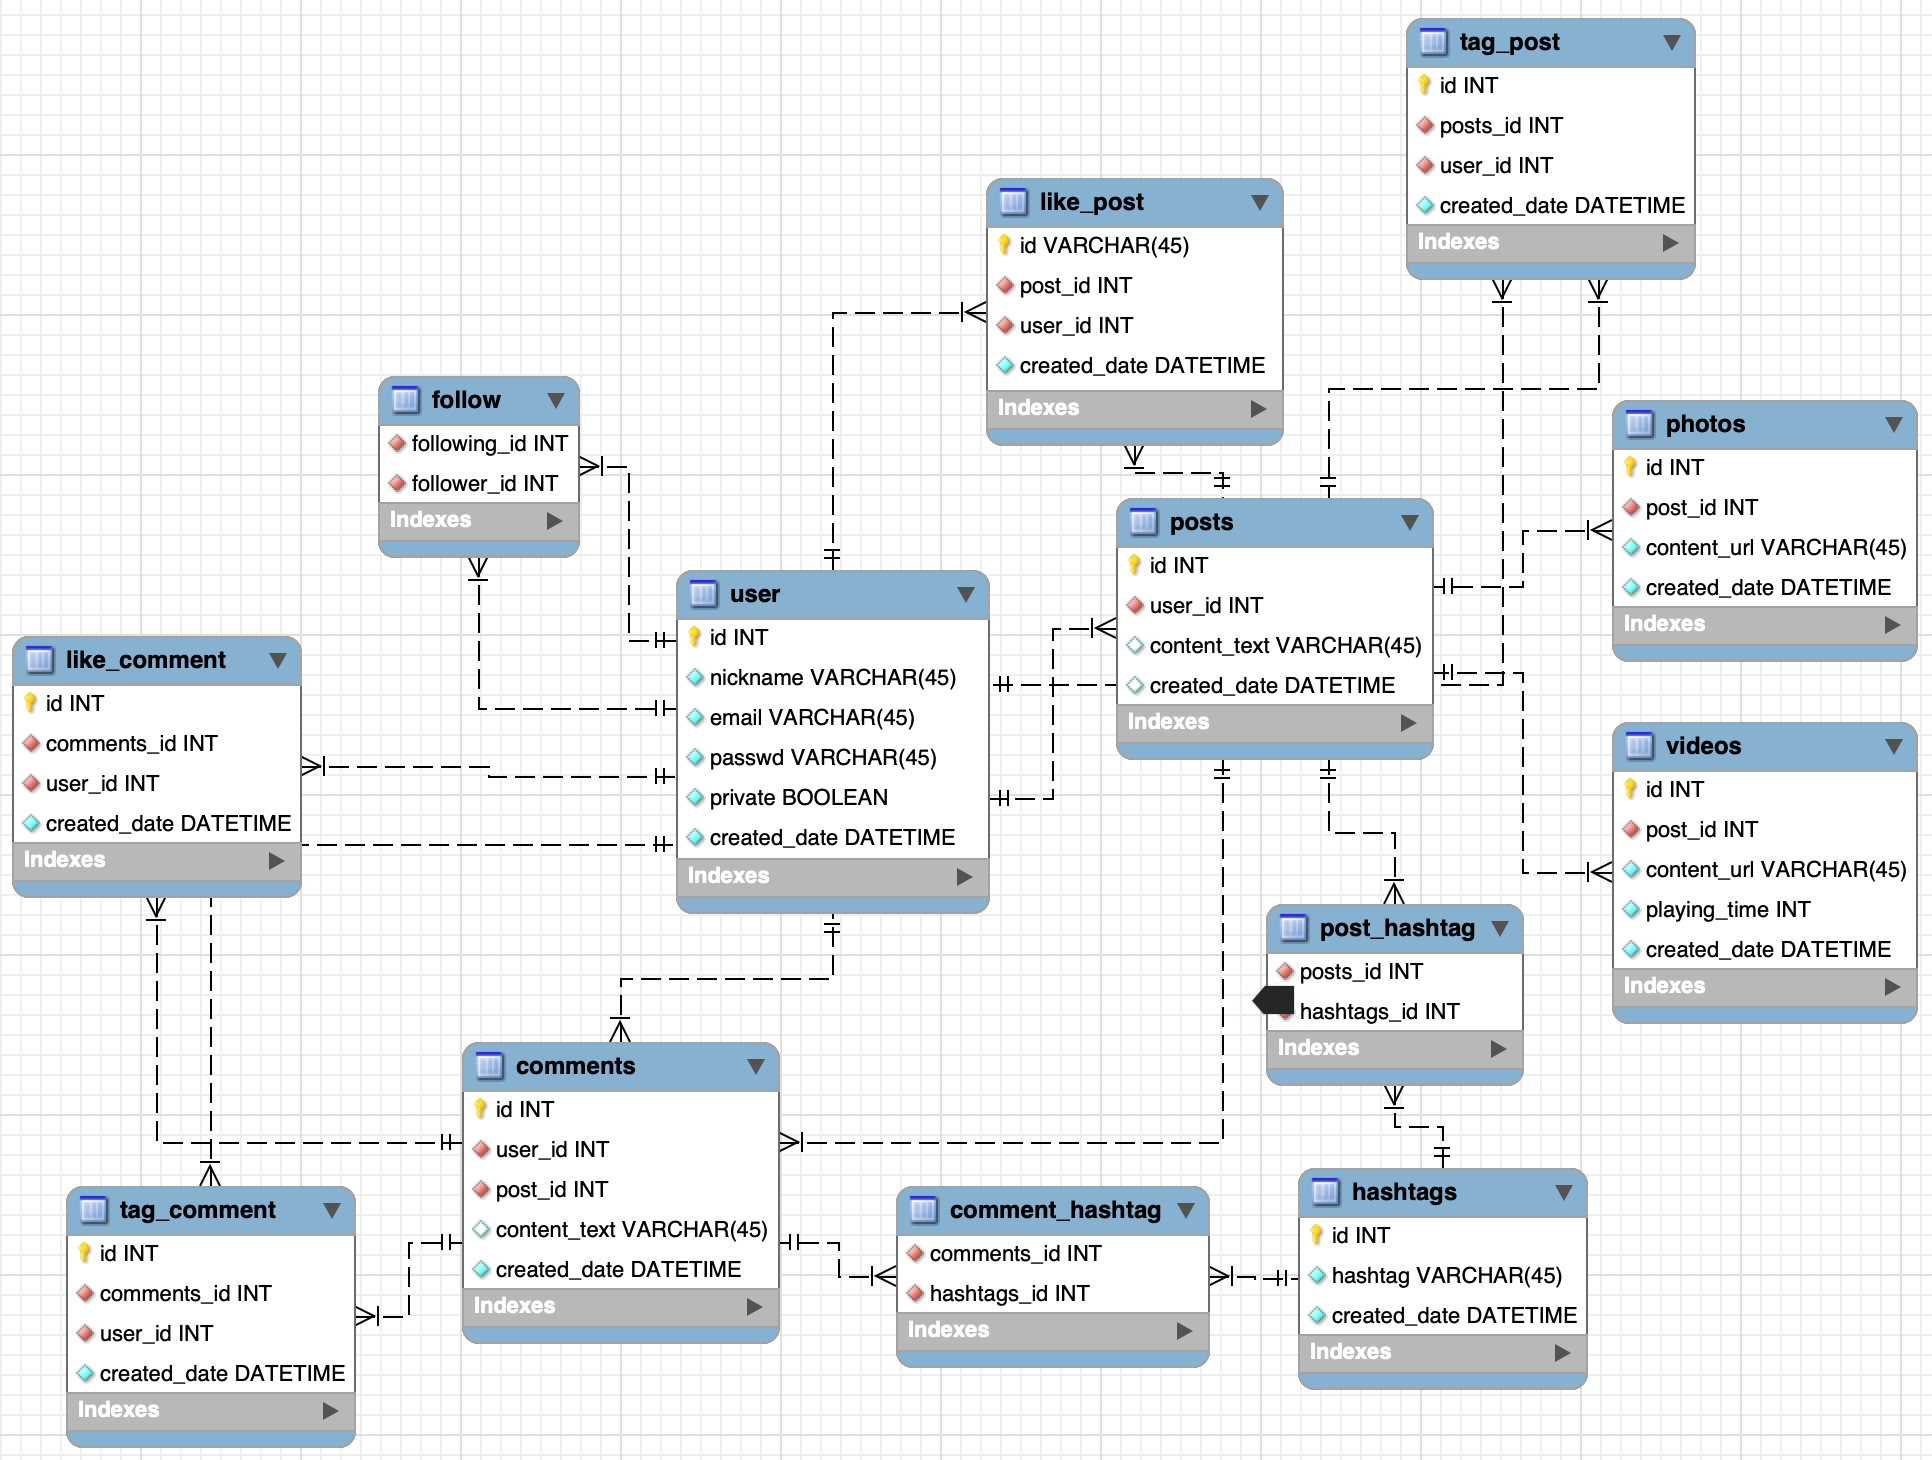 tag_post
id INT
posts_id INT
user_id INT
created_date DATETIME
Indexes
like_post
id VARCHAR(45)
post_id INT
user_id INT
created_date DATETIME
Indexes
follow
following_id INT
follower_id INT
Indexes
photos
id INT
post_id INT
content_url VARCHAR(45)
created_date DATETIME
Indexes
posts
id INT
user_id INT
content_text VARCHAR(45)
created_date DATETIME
Indexes
user
id INT
nickname VARCHAR(45)
email VARCHAR(45)
passwd VARCHAR(45)
private BOOLEAN
created_date DATETIME
Indexes
like_comment
id INT
comments_id INT
user_id INT
created_date DATETIME
Indexes
videos
id INT
post_id INT
content_url VARCHAR(45)
playing_time INT
created_date DATETIME
Indexes
post_hashtag
posts_id INT
hashtags_id INT
Indexes
comments
id INT
user_id INT
post_id INT
content_text VARCHAR(45)
created_date DATETIME
Indexes
tag_comment
id INT
comments_id INT
user_id INT
created_date DATETIME
Indexes
comment_hashtag
comments_id INT
hashtags_id INT
Indexes
hashtags
id INT
hashtag VARCHAR(45)
created_date DATETIME
Indexes